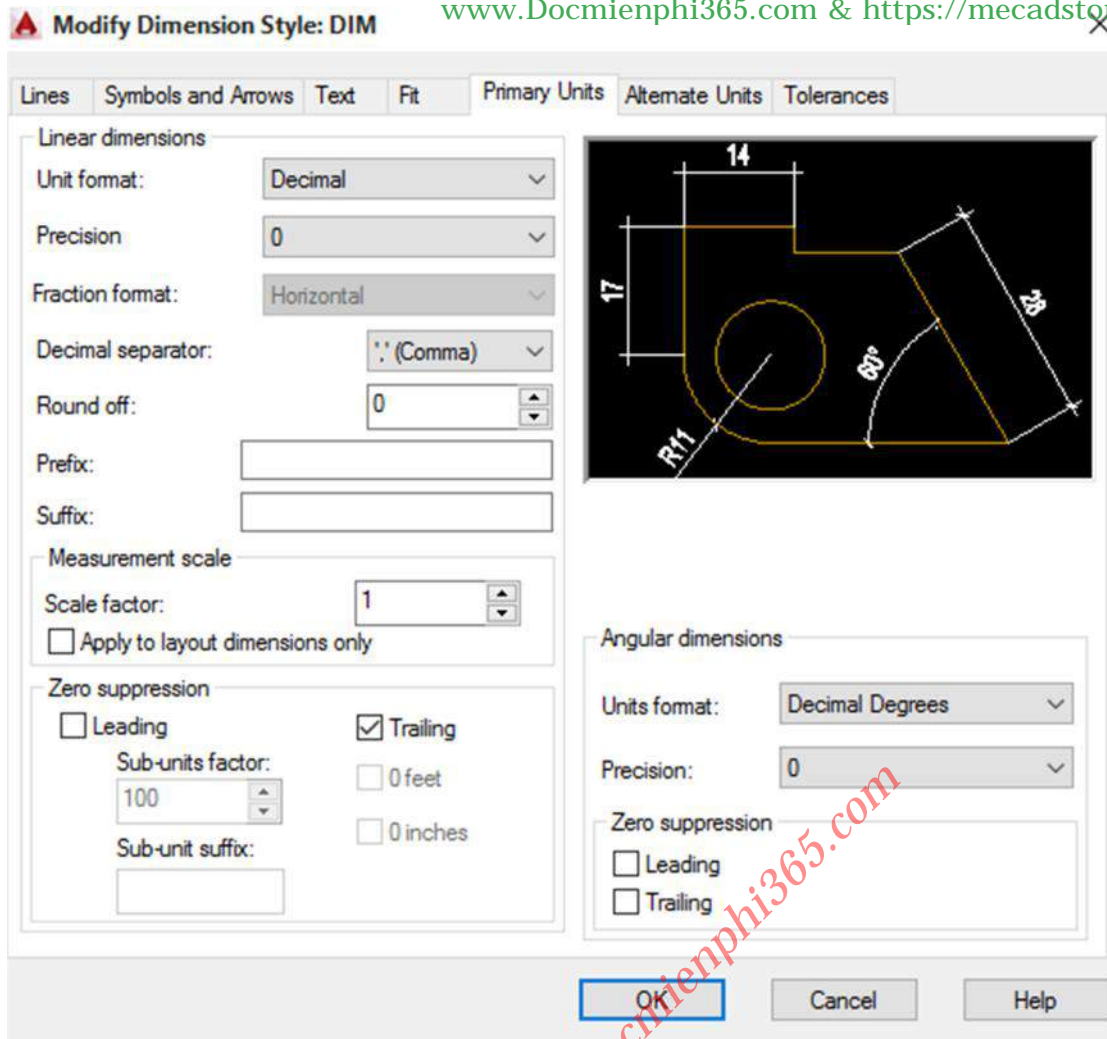 www.Docmienphi365.com & https://mecadstor
Modify Dimension Style: DIM
Lines Symbols and Arrows Text Fit Primary Units Alternate Units Tolerances
Linear dimensions
Unit format: Decimal
Precision 0
Fraction format: Horizontal
Decimal separator: ',' (Comma)
Round off: 0
Prefix:
Suffix:
Measurement scale
Scale factor: 1
Apply to layout dimensions only
Zero suppression
Leading Trailing
Sub-units factor: 0 feet
100
0 inches
Sub-unit suffix:
14
17
28
60°
R11
Angular dimensions
Units format: Decimal Degrees
Precision: 0
Zero suppression
Leading
Trailing
cmienphi365.com
OK Cancel Help